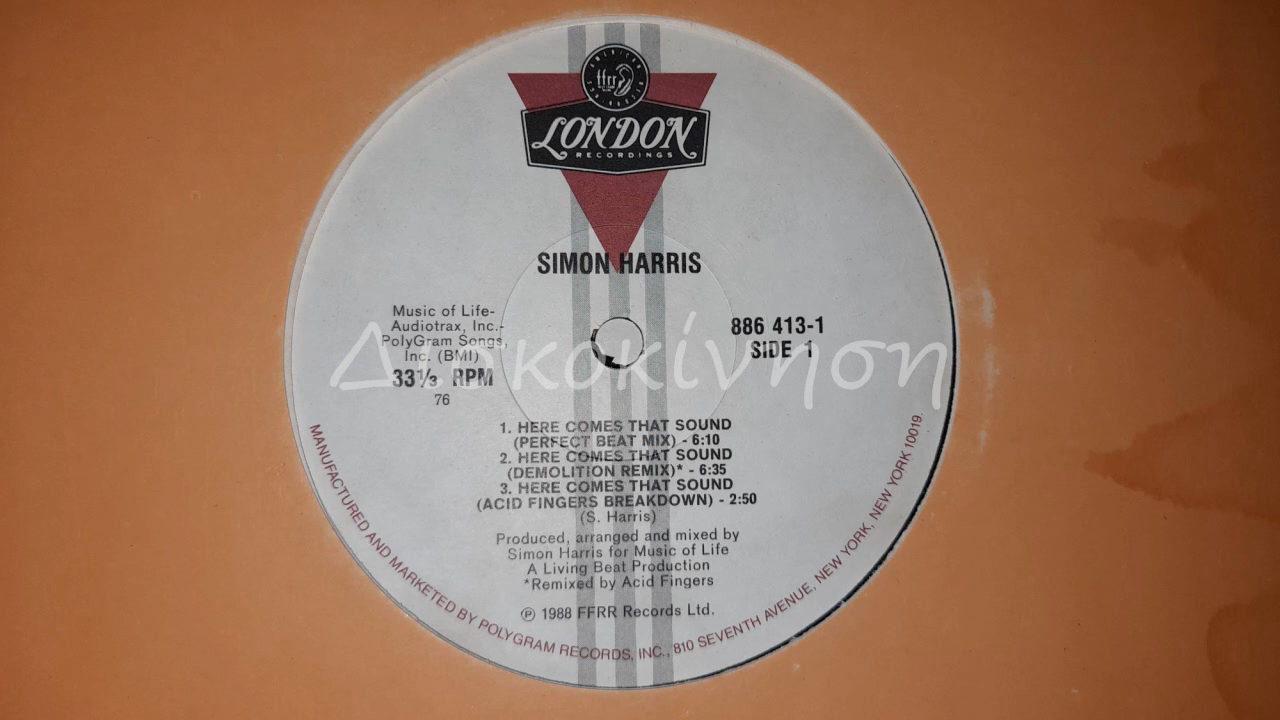 AMERICAN
ffrr
LONDON
RECORDINGS
SIMON HARRIS
Music of Life-
Audiotrax, Inc.-
PolyGram Songs,
Inc. (BMI)
33⅓ RPM
76
886 413-1
SIDE 1
Δισκοκίνηση
1. HERE COMES THAT SOUND
(PERFECT BEAT MIX) - 6:10
2. HERE COMES THAT SOUND
(DEMOLITION REMIX)* - 6:35
3. HERE COMES THAT SOUND
(ACID FINGERS BREAKDOWN) - 2:50
(S. Harris)
Produced, arranged and mixed by
Simon Harris for Music of Life
A Living Beat Production
*Remixed by Acid Fingers
℗ 1988 FFRR Records Ltd.
MANUFACTURED AND MARKETED BY POLYGRAM RECORDS, INC., 810 SEVENTH AVENUE, NEW YORK, NEW YORK 10019.